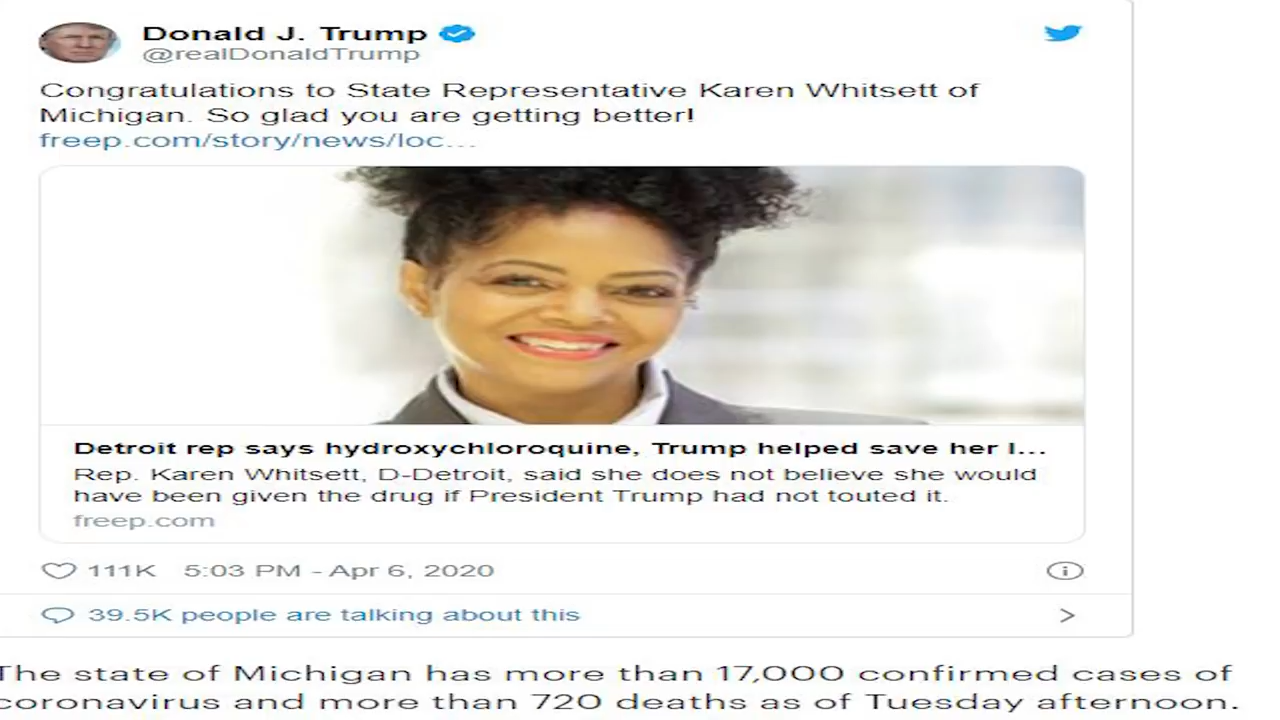 Donald J. Trump
@realDonaldTrump
Congratulations to State Representative Karen Whitsett of
Michigan. So glad you are getting better!
freep.com/story/news/loc...
Detroit rep says hydroxychloroquine, Trump helped save her l...
Rep. Karen Whitsett, D-Detroit, said she does not believe she would
have been given the drug if President Trump had not touted it.
freep.com
111K 5:03 PM - Apr 6, 2020
39.5K people are talking about this
The state of Michigan has more than 17,000 confirmed cases of
coronavirus and more than 720 deaths as of Tuesday afternoon.